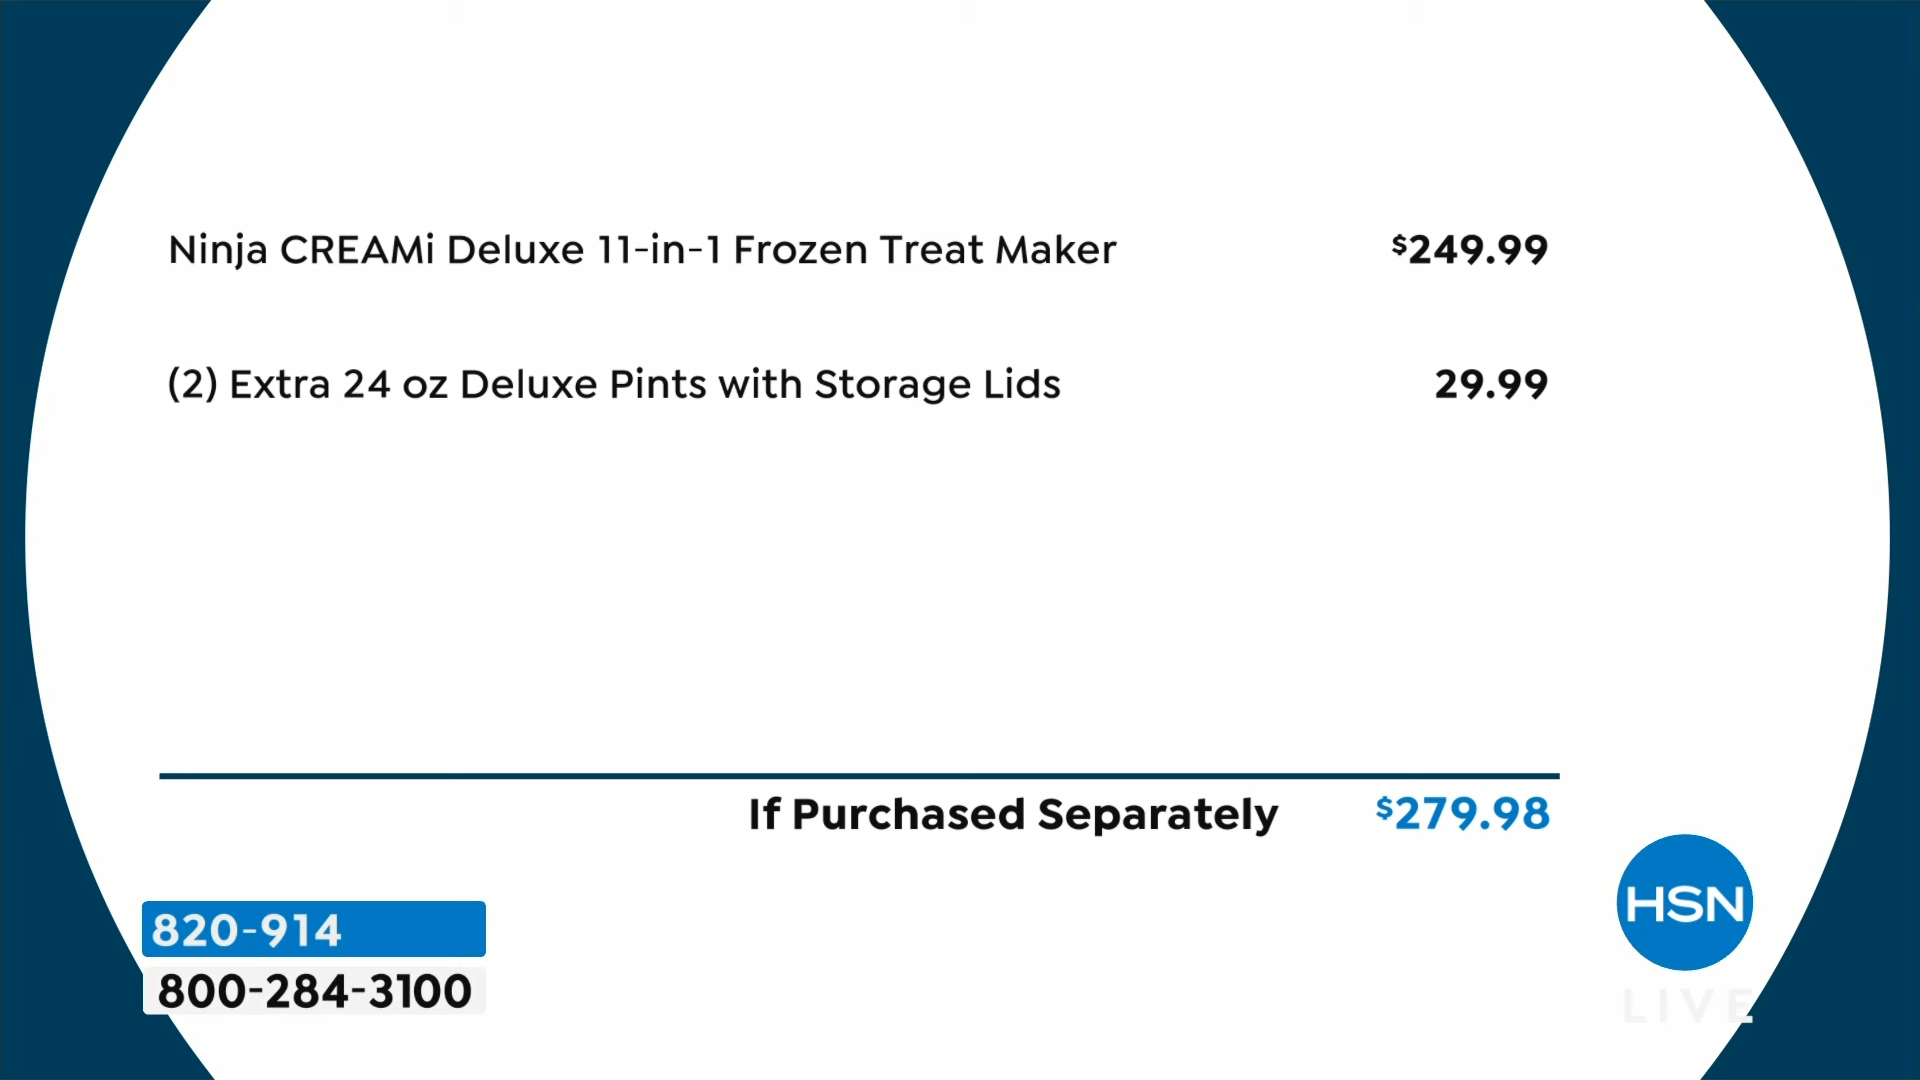 Ninja CREAMi Deluxe 11-in-1 Frozen Treat Maker $249.99
(2) Extra 24 oz Deluxe Pints with Storage Lids 29.99
If Purchased Separately $279.98
820-914
800-284-3100
HSN
LIVE